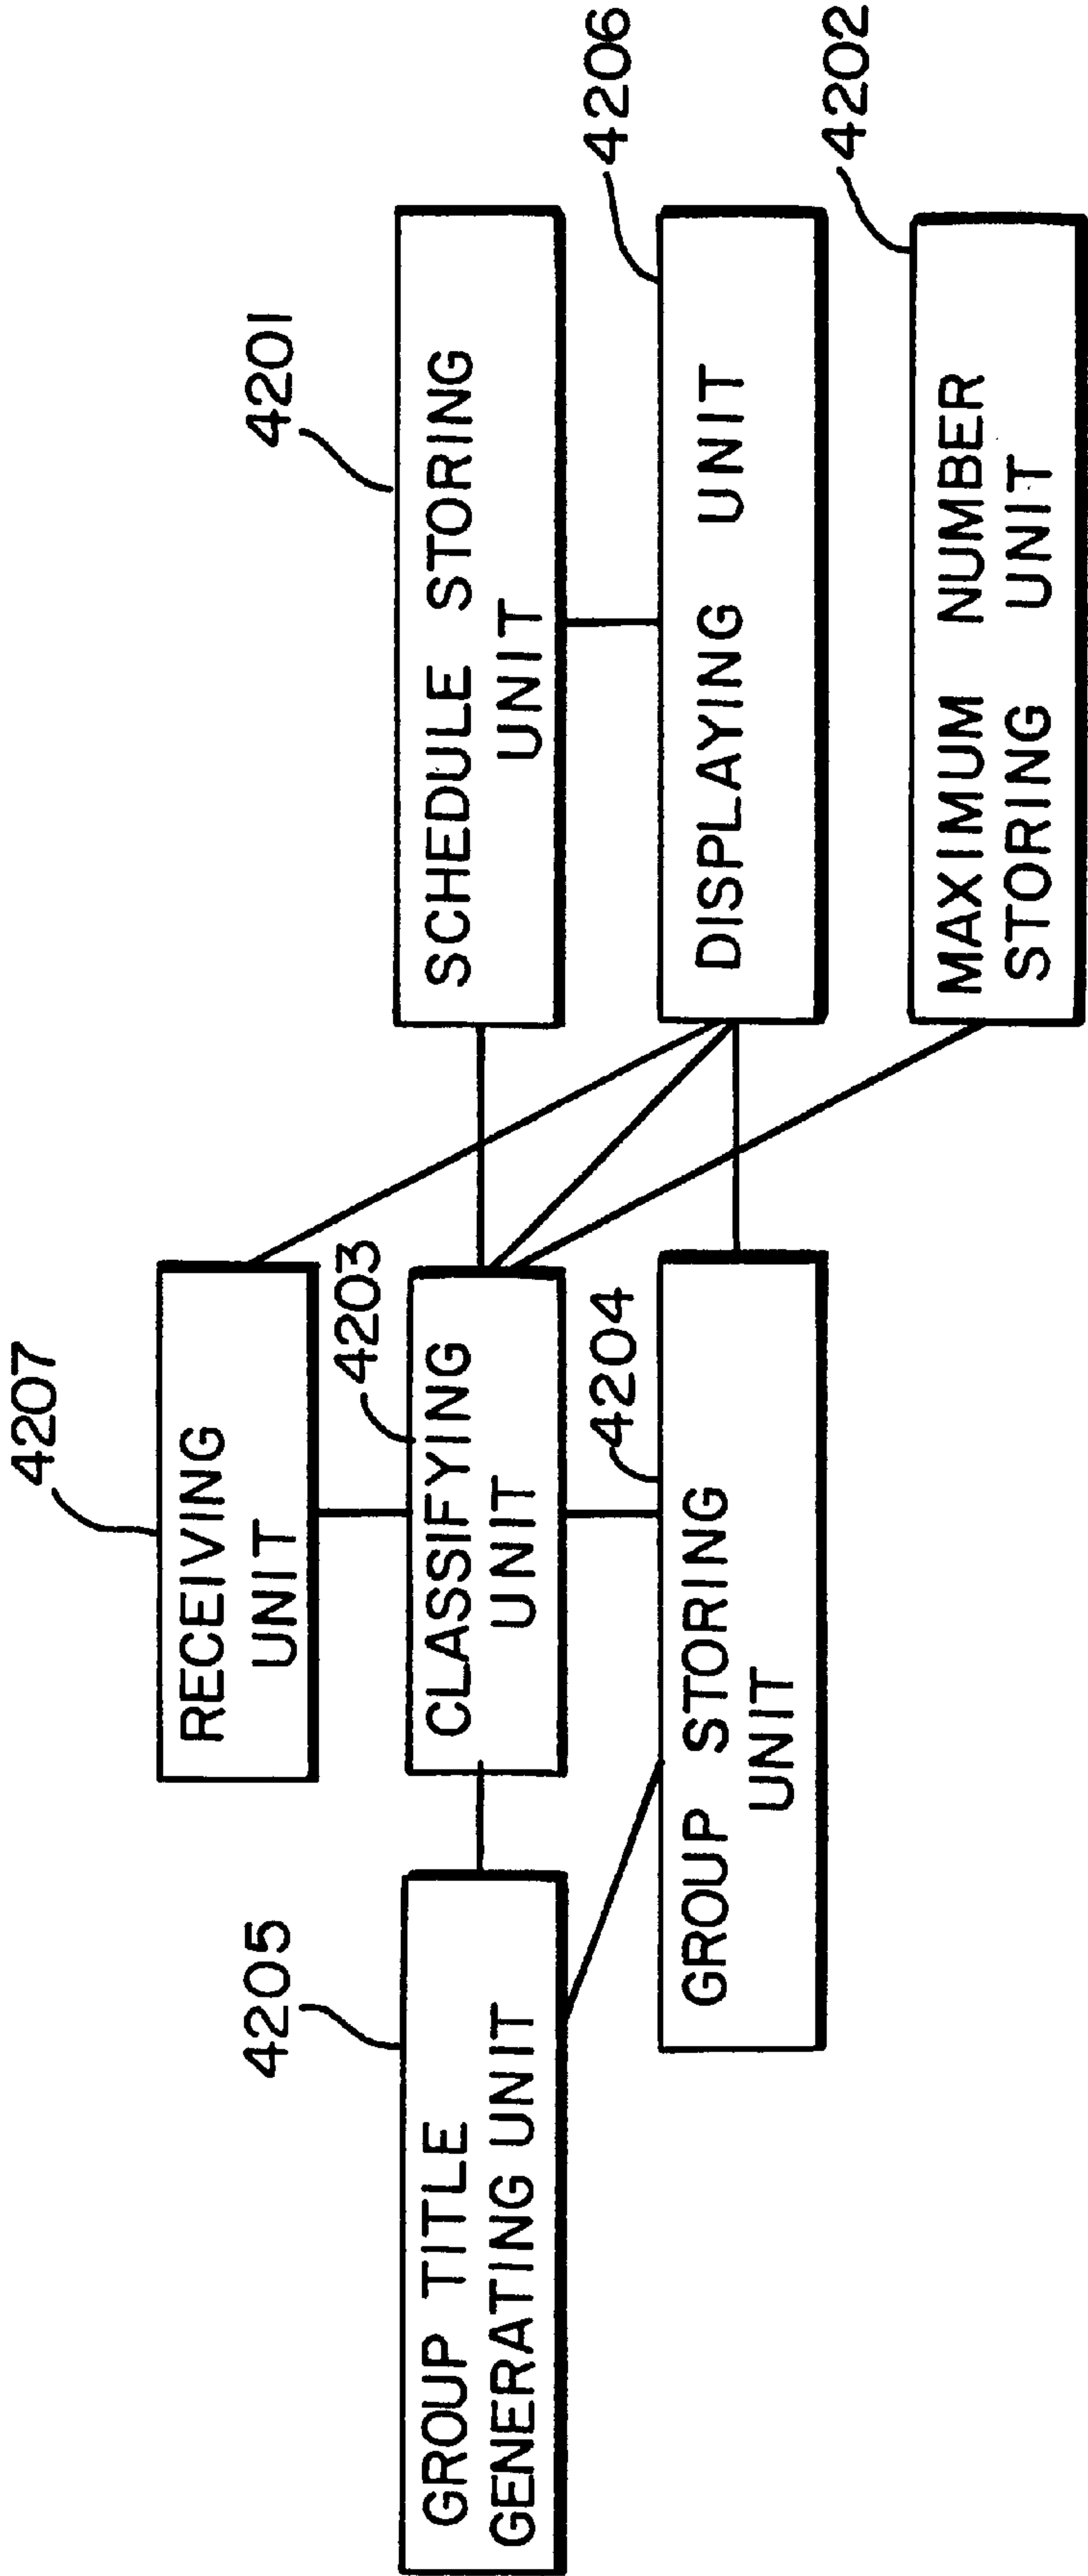 4207
RECEIVING
UNIT
4205
GROUP TITLE
GENERATING UNIT
4203
CLASSIFYING
UNIT
4201
SCHEDULE STORING
UNIT
4204
GROUP STORING
UNIT
4206
DISPLAYING UNIT
4202
MAXIMUM NUMBER
STORING UNIT